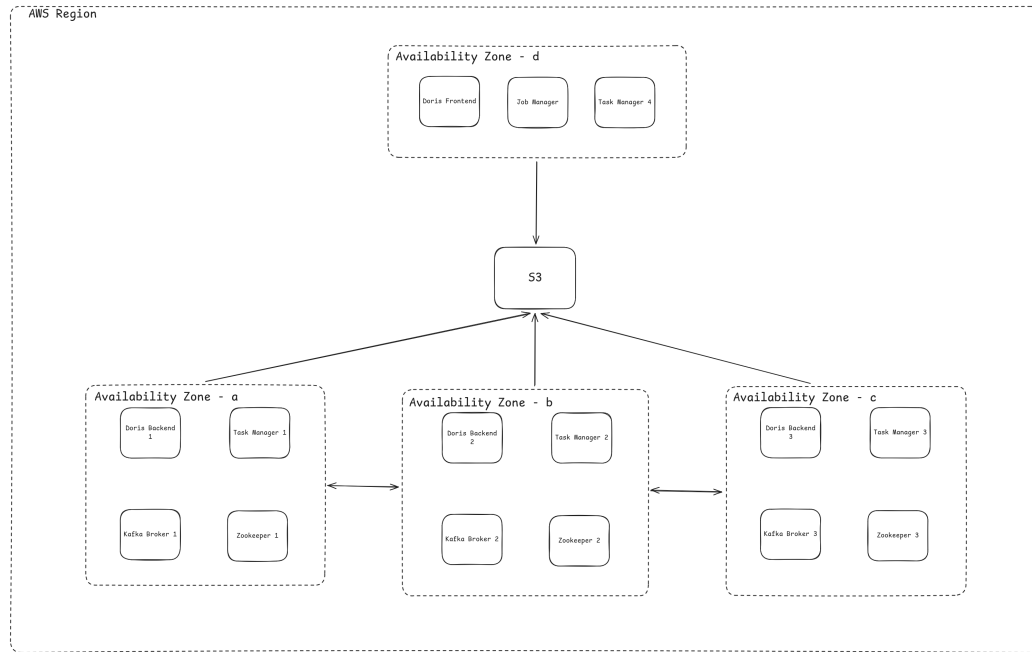 AWS Region
Availability Zone - d
Doris Frontend
Job Manager
Task Manager 4
S3
Availability Zone - a
Doris Backend
1
Task Manager 1
Kafka Broker 1
Zookeeper 1
Availability Zone - b
Doris Backend
2
Task Manager 2
Kafka Broker 2
Zookeeper 2
Availability Zone - c
Doris Backend
3
Task Manager 3
Kafka Broker 3
Zookeeper 3